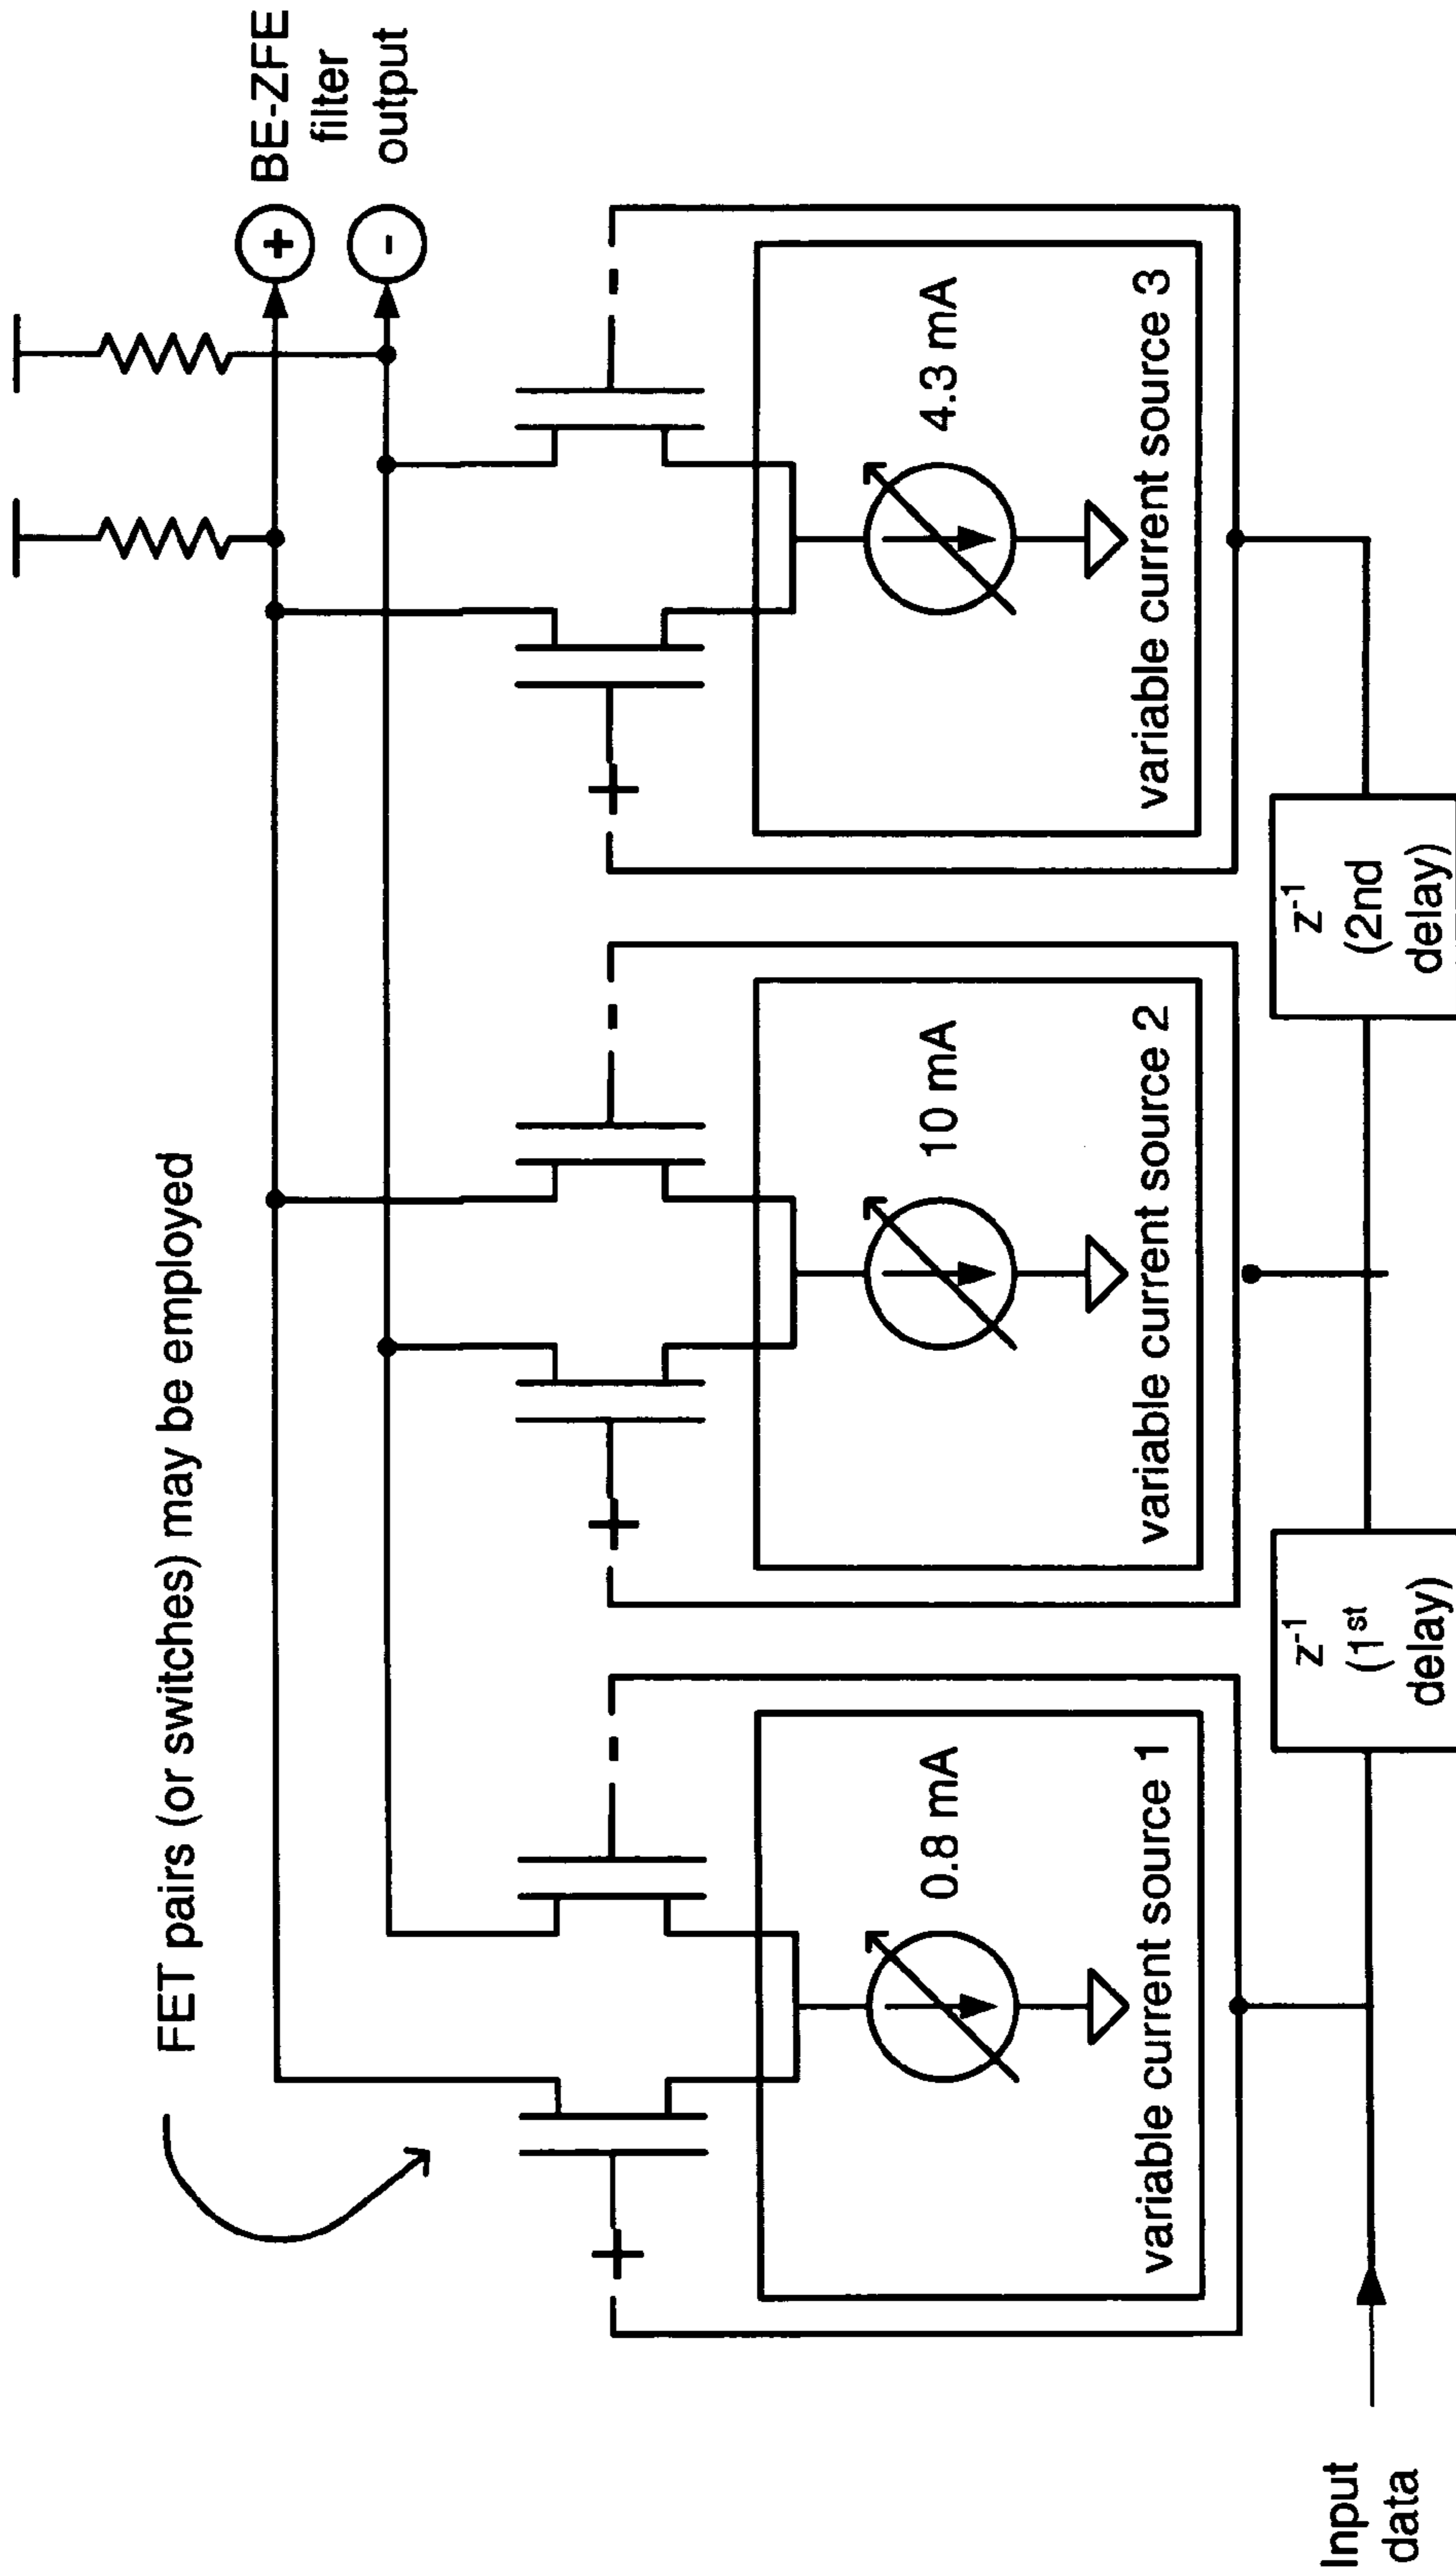 FET pairs (or switches) may be employed
BE-ZFE
filter
output
+
-
+
-
0.8 mA
variable current source 1
+
-
10 mA
variable current source 2
+
-
4.3 mA
variable current source 3
Input
data
z-1
(1st
delay)
z-1
(2nd
delay)